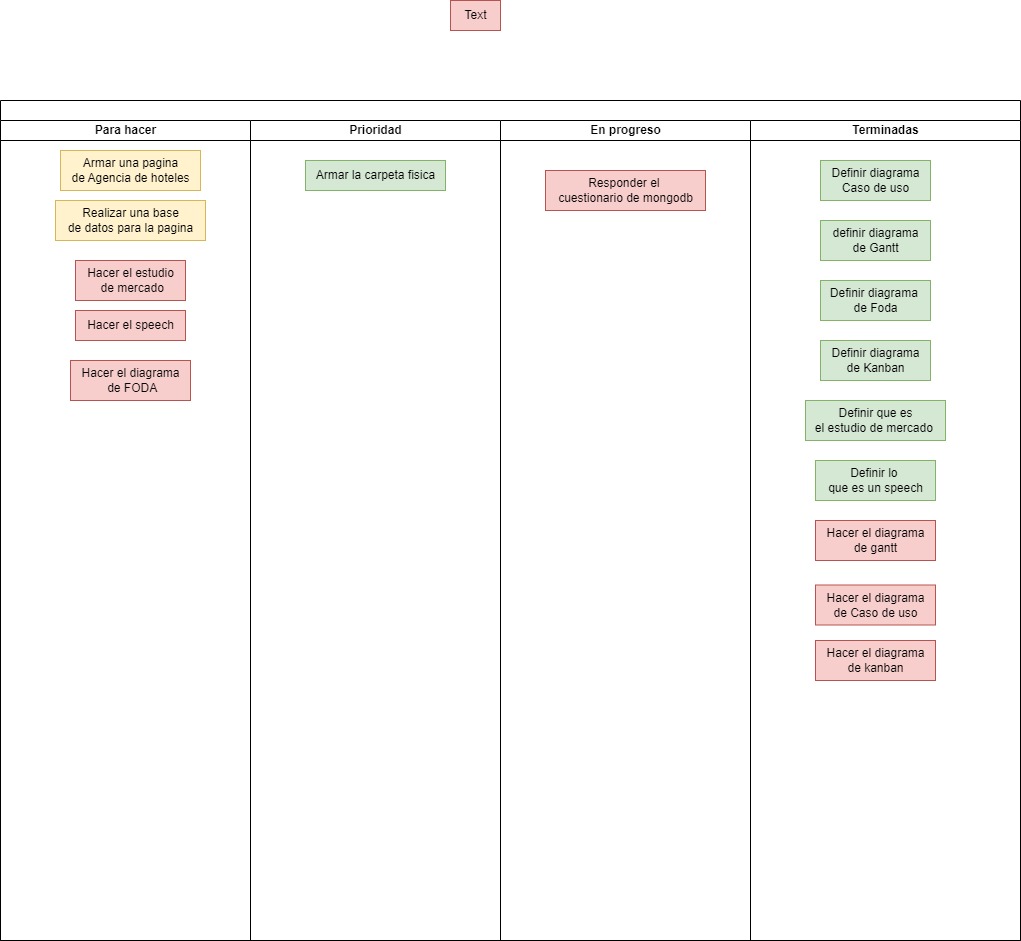 Text
Para hacer
Prioridad
En progreso
Terminadas
Armar una pagina
de Agencia de hoteles
Realizar una base
de datos para la pagina
Hacer el estudio
de mercado
Hacer el speech
Hacer el diagrama
de FODA
Armar la carpeta fisica
Responder el
cuestionario de mongodb
Definir diagrama
Caso de uso
definir diagrama
de Gantt
Definir diagrama
de Foda
Definir diagrama
de Kanban
Definir que es
el estudio de mercado
Definir lo
que es un speech
Hacer el diagrama
de gantt
Hacer el diagrama
de Caso de uso
Hacer el diagrama
de kanban